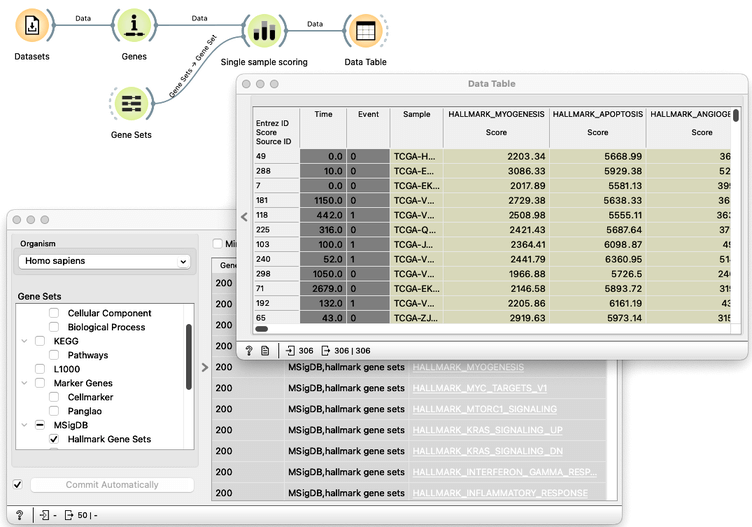 Data
Data
Data
Datasets
Genes
Single sample scoring
Data Table
Gene Sets → Gene Set
Gene Sets
Data Table
Entrez ID
Score
Source ID
Time
Event
Sample
HALLMARK_MYOGENESIS
Score
HALLMARK_APOPTOSIS
Score
HALLMARK_ANGIOGE
Score
49 0.0 0 TCGA-H... 2203.34 5668.99 36
288 10.0 0 TCGA-E... 3086.33 5929.38 52
7 0.0 0 TCGA-EK... 2017.89 5581.13 399
181 1150.0 0 TCGA-V... 2729.38 5638.33 36
118 442.0 1 TCGA-V... 2508.98 5555.11 363
225 316.0 0 TCGA-Q... 2421.43 5687.64 37
103 100.0 1 TCGA-J... 2364.41 6098.87 49
240 52.0 1 TCGA-V... 2441.79 6360.95 514
298 1050.0 0 TCGA-V... 1966.88 5726.5 246
71 2679.0 0 TCGA-EK... 2146.58 5893.72 319
192 132.0 1 TCGA-V... 2205.86 6161.19 43
65 43.0 0 TCGA-ZJ... 2919.63 5973.14 315
306 306 | 306
Organism
Homo sapiens
Gene Sets
Cellular Component
Biological Process
KEGG
Pathways
L1000
Marker Genes
Cellmarker
Panglao
MSigDB
Hallmark Gene Sets
Commit Automatically
- 50 | -
Mi
Gene
200
200
200
200
200 MSigDB,hallmark gene sets HALLMARK_MYOGENESIS
200 MSigDB,hallmark gene sets HALLMARK_MYC_TARGETS_V1
200 MSigDB,hallmark gene sets HALLMARK_MTORC1_SIGNALING
200 MSigDB,hallmark gene sets HALLMARK_KRAS_SIGNALING_UP
200 MSigDB,hallmark gene sets HALLMARK_KRAS_SIGNALING_DN
200 MSigDB,hallmark gene sets HALLMARK_INTERFERON_GAMMA_RESP...
200 MSigDB,hallmark gene sets HALLMARK_INFLAMMATORY_RESPONSE